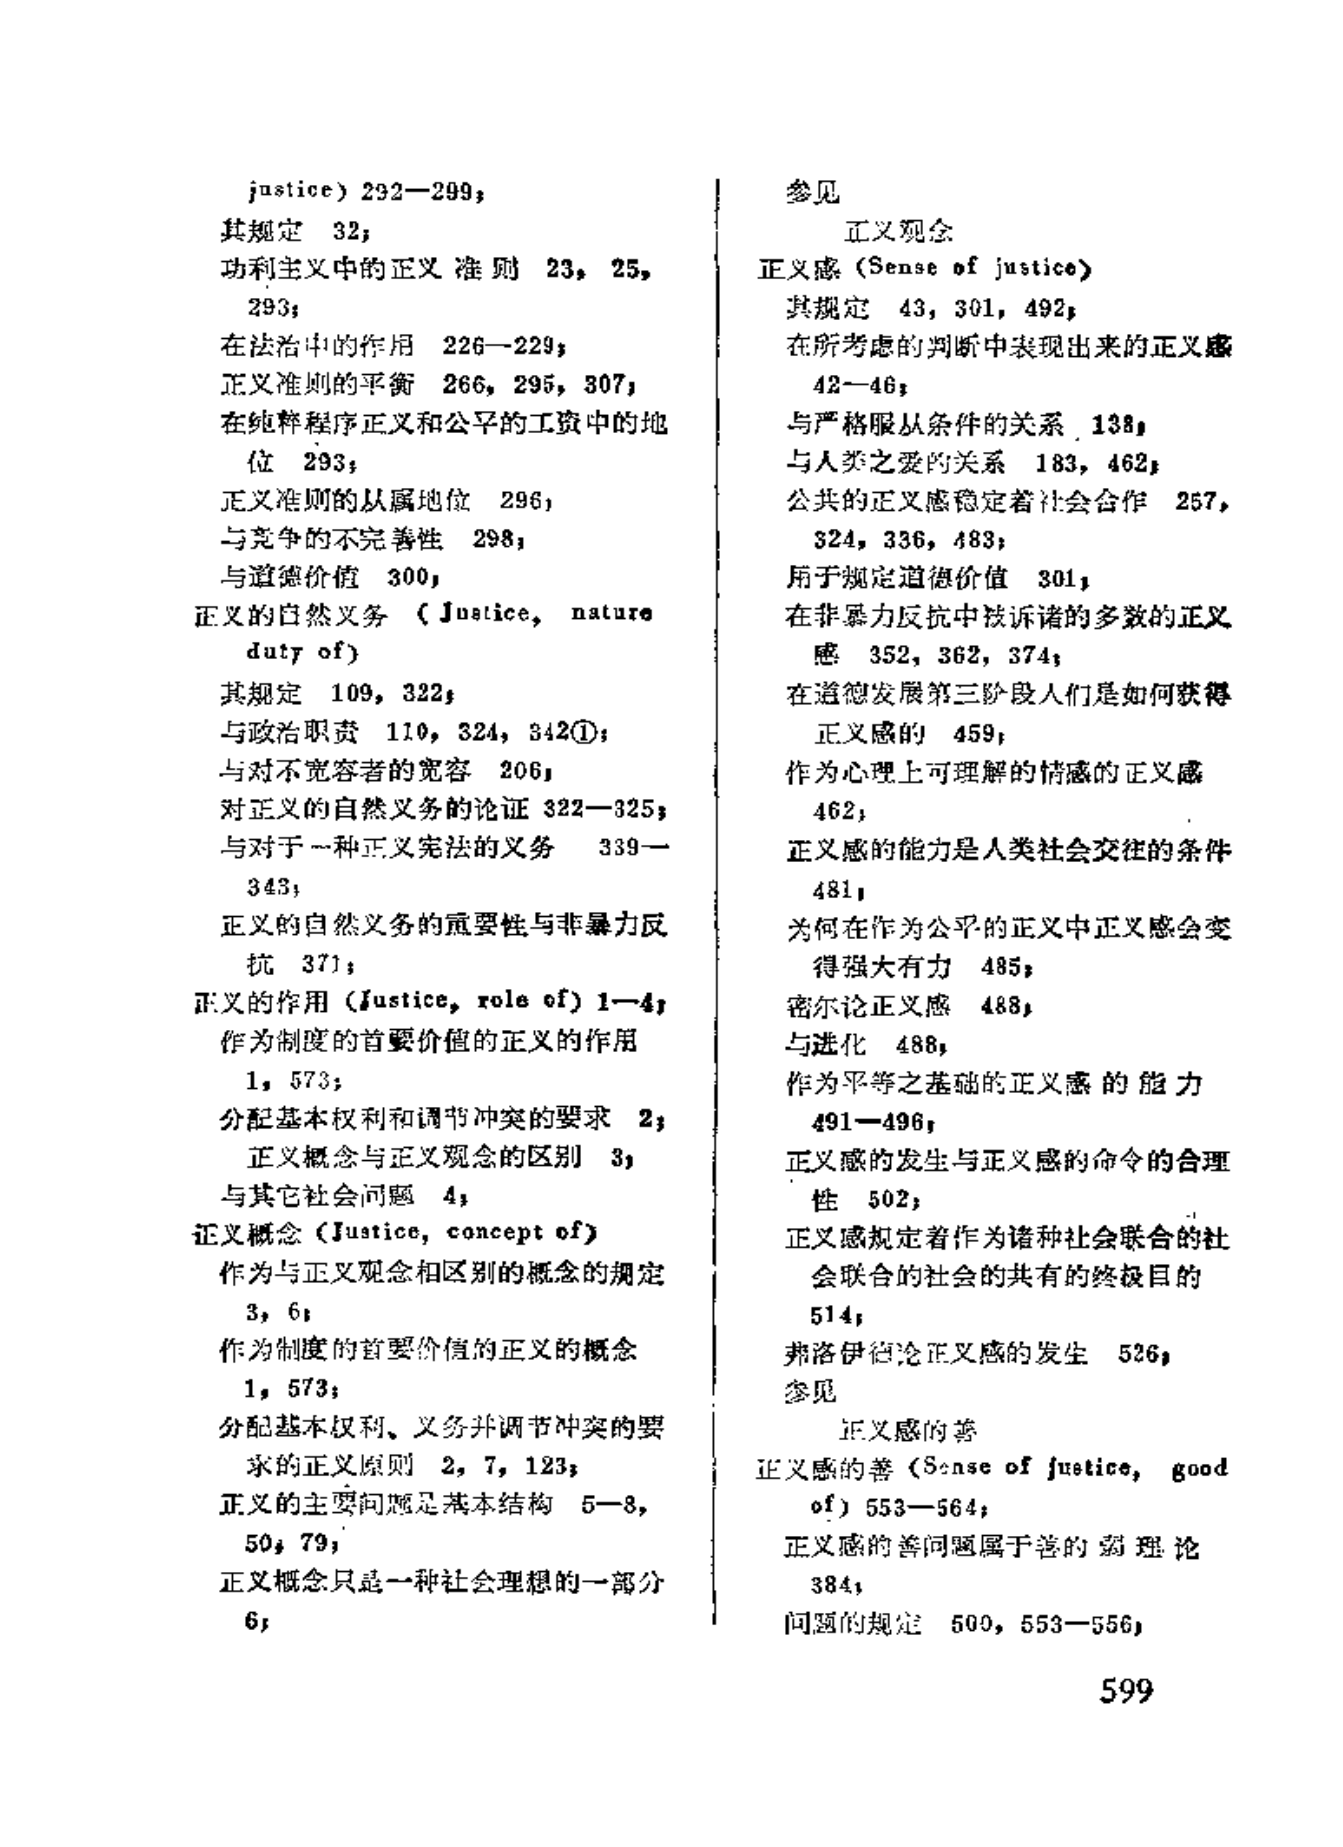 justice) 292—299;
其规定 32;
功利主义中的正义准则 23, 25,
293;
在法治中的作用 226—229;
正义准则的平衡 266, 295, 307;
在纯粹程序正义和公平的工资中的地
位 293;
正义准则的从属地位 296;
与竞争的不完善性 298;
与道德价值 300;
正义的自然义务 (Justice, nature
duty of)
其规定 109, 322;
与政治职责 110, 324, 342①;
与对不宽容者的宽容 206;
对正义的自然义务的论证 322—325;
与对于一种正义宪法的义务 339—
343;
正义的自然义务的重要性与非暴力反
抗 371;
正义的作用 (Justice, role of) 1—4;
作为制度的首要价值的正义的作用
1, 573;
分配基本权利和调节冲突的要求 2;
正义概念与正义观念的区别 3;
与其它社会问题 4;
正义概念 (Justice, concept of)
作为与正义观念相区别的概念的规定
3, 6;
作为制度的首要价值的正义的概念
1, 573;
分配基本权利、义务并调节冲突的要
求的正义原则 2, 7, 123;
正义的主要问题是基本结构 5—8,
50; 79;
正义概念只是一种社会理想的一部分
6;
参见
正义观念
正义感 (Sense of justice)
其规定 43, 301, 492;
在所考虑的判断中表现出来的正义感
42—46;
与严格服从条件的关系 138;
与人类之爱的关系 183, 462;
公共的正义感稳定着社会合作 257,
324, 336, 483;
用于规定道德价值 301;
在非暴力反抗中被诉诸的多数的正义
感 352, 362, 374;
在道德发展第三阶段人们是如何获得
正义感的 459;
作为心理上可理解的情感的正义感
462;
正义感的能力是人类社会交往的条件
481;
为何在作为公平的正义中正义感会变
得强大有力 485;
密尔论正义感 488;
与进化 488;
作为平等之基础的正义感的能力
491—496;
正义感的发生与正义感的命令的合理
性 502;
正义感规定着作为诸种社会联合的社
会联合的社会的共有的终极目的
514;
弗洛伊德论正义感的发生 526;
参见
正义感的善
正义感的善 (Sense of justice, good
of) 553—564;
正义感的善问题属于善的弱理论
384;
问题的规定 500, 553—556;
599